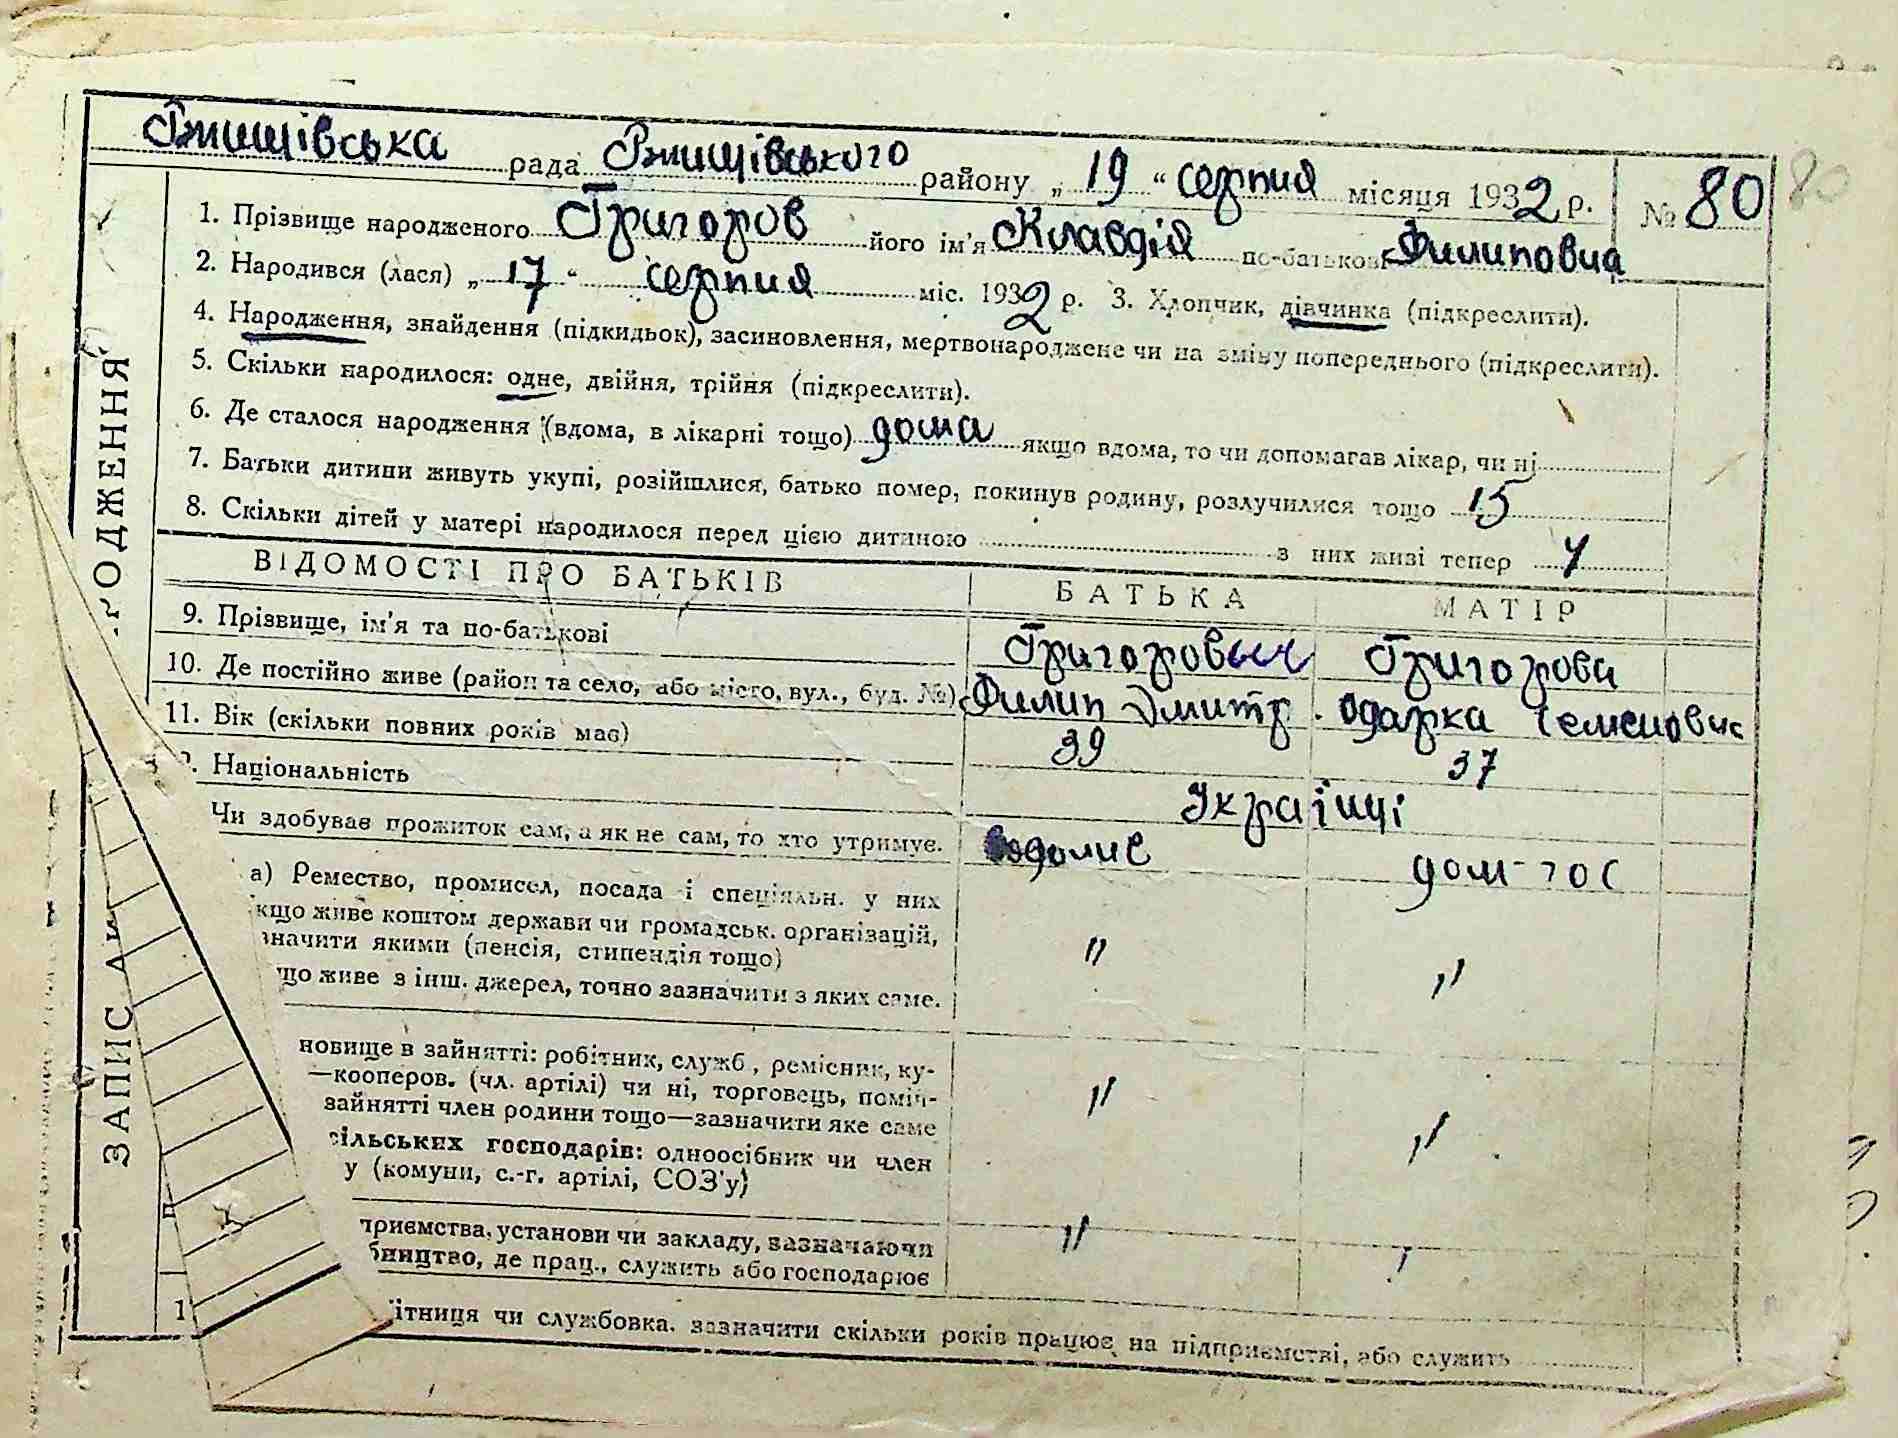 Ржищівська рада Ржищівського району „ 19 “ серпня місяця 1932 р. № 80
80
1. Прізвище народженого Григоров його ім'я Клавдія по-батькові Филиповна
2. Народився (лася) „ 17 “ серпня міс. 1932 р. 3. Хлопчик, дівчинка (підкреслити).
4. Народження, знайдення (підкидьок), засиновлення, мертвонароджене чи на зміну попереднього (підкреслити).
5. Скільки народилося: одне, двійня, трійня (підкреслити).
6. Де сталося народження (вдома, в лікарні тощо) дома якщо вдома, то чи допомагав лікар, чи ні
7. Батьки дитини живуть укупі, розійшлися, батько помер, покинув родину, розлучилися тощо 15
8. Скільки дітей у матері народилося перед цією дитиною з них живі тепер 4
ВІДОМОСТІ ПРО БАТЬКІВ БАТЬКА МАТІР
9. Прізвище, ім'я та по-батькові Григорова
10. Де постійно живе (район та село, або місто, вул., буд. №) Филип Дмитр. Одарка Семеновн
11. Вік (скільки повних років має) 39 37
Національність Українці
Чи здобуває прожиток сам, а як не сам, то хто утримує. дом-гос
а) Ремество, промисел, посада і спеціяльн. у них
кщо живе коштом держави чи громадськ. організацій, " "
значити якими (пенсія, стипендія тощо)
що живе з інш. джерел, точно зазначити з яких саме.
новище в зайнятті: робітник, служб, ремісник, ку-
—кооперов. (чл. артілі) чи ні, торговець, поміч- " "
зайнятті член родини тощо—зазначити яке саме
сільських господарів: одноосібник чи член
у (комуни, с.-г. артілі, СОЗ'у)
приємства, установи чи закладу, зазначаючи "
бництво, де прац., служить або господарює
1 ітниця чи службовка, зазначити скільки років працює на підприємстві, або служить
ЗАПИС
РОДЖЕННЯ